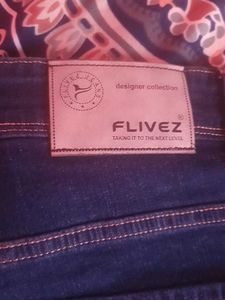 designer collection
FLIVEZ®
TAKING IT TO THE NEXT LEVEL